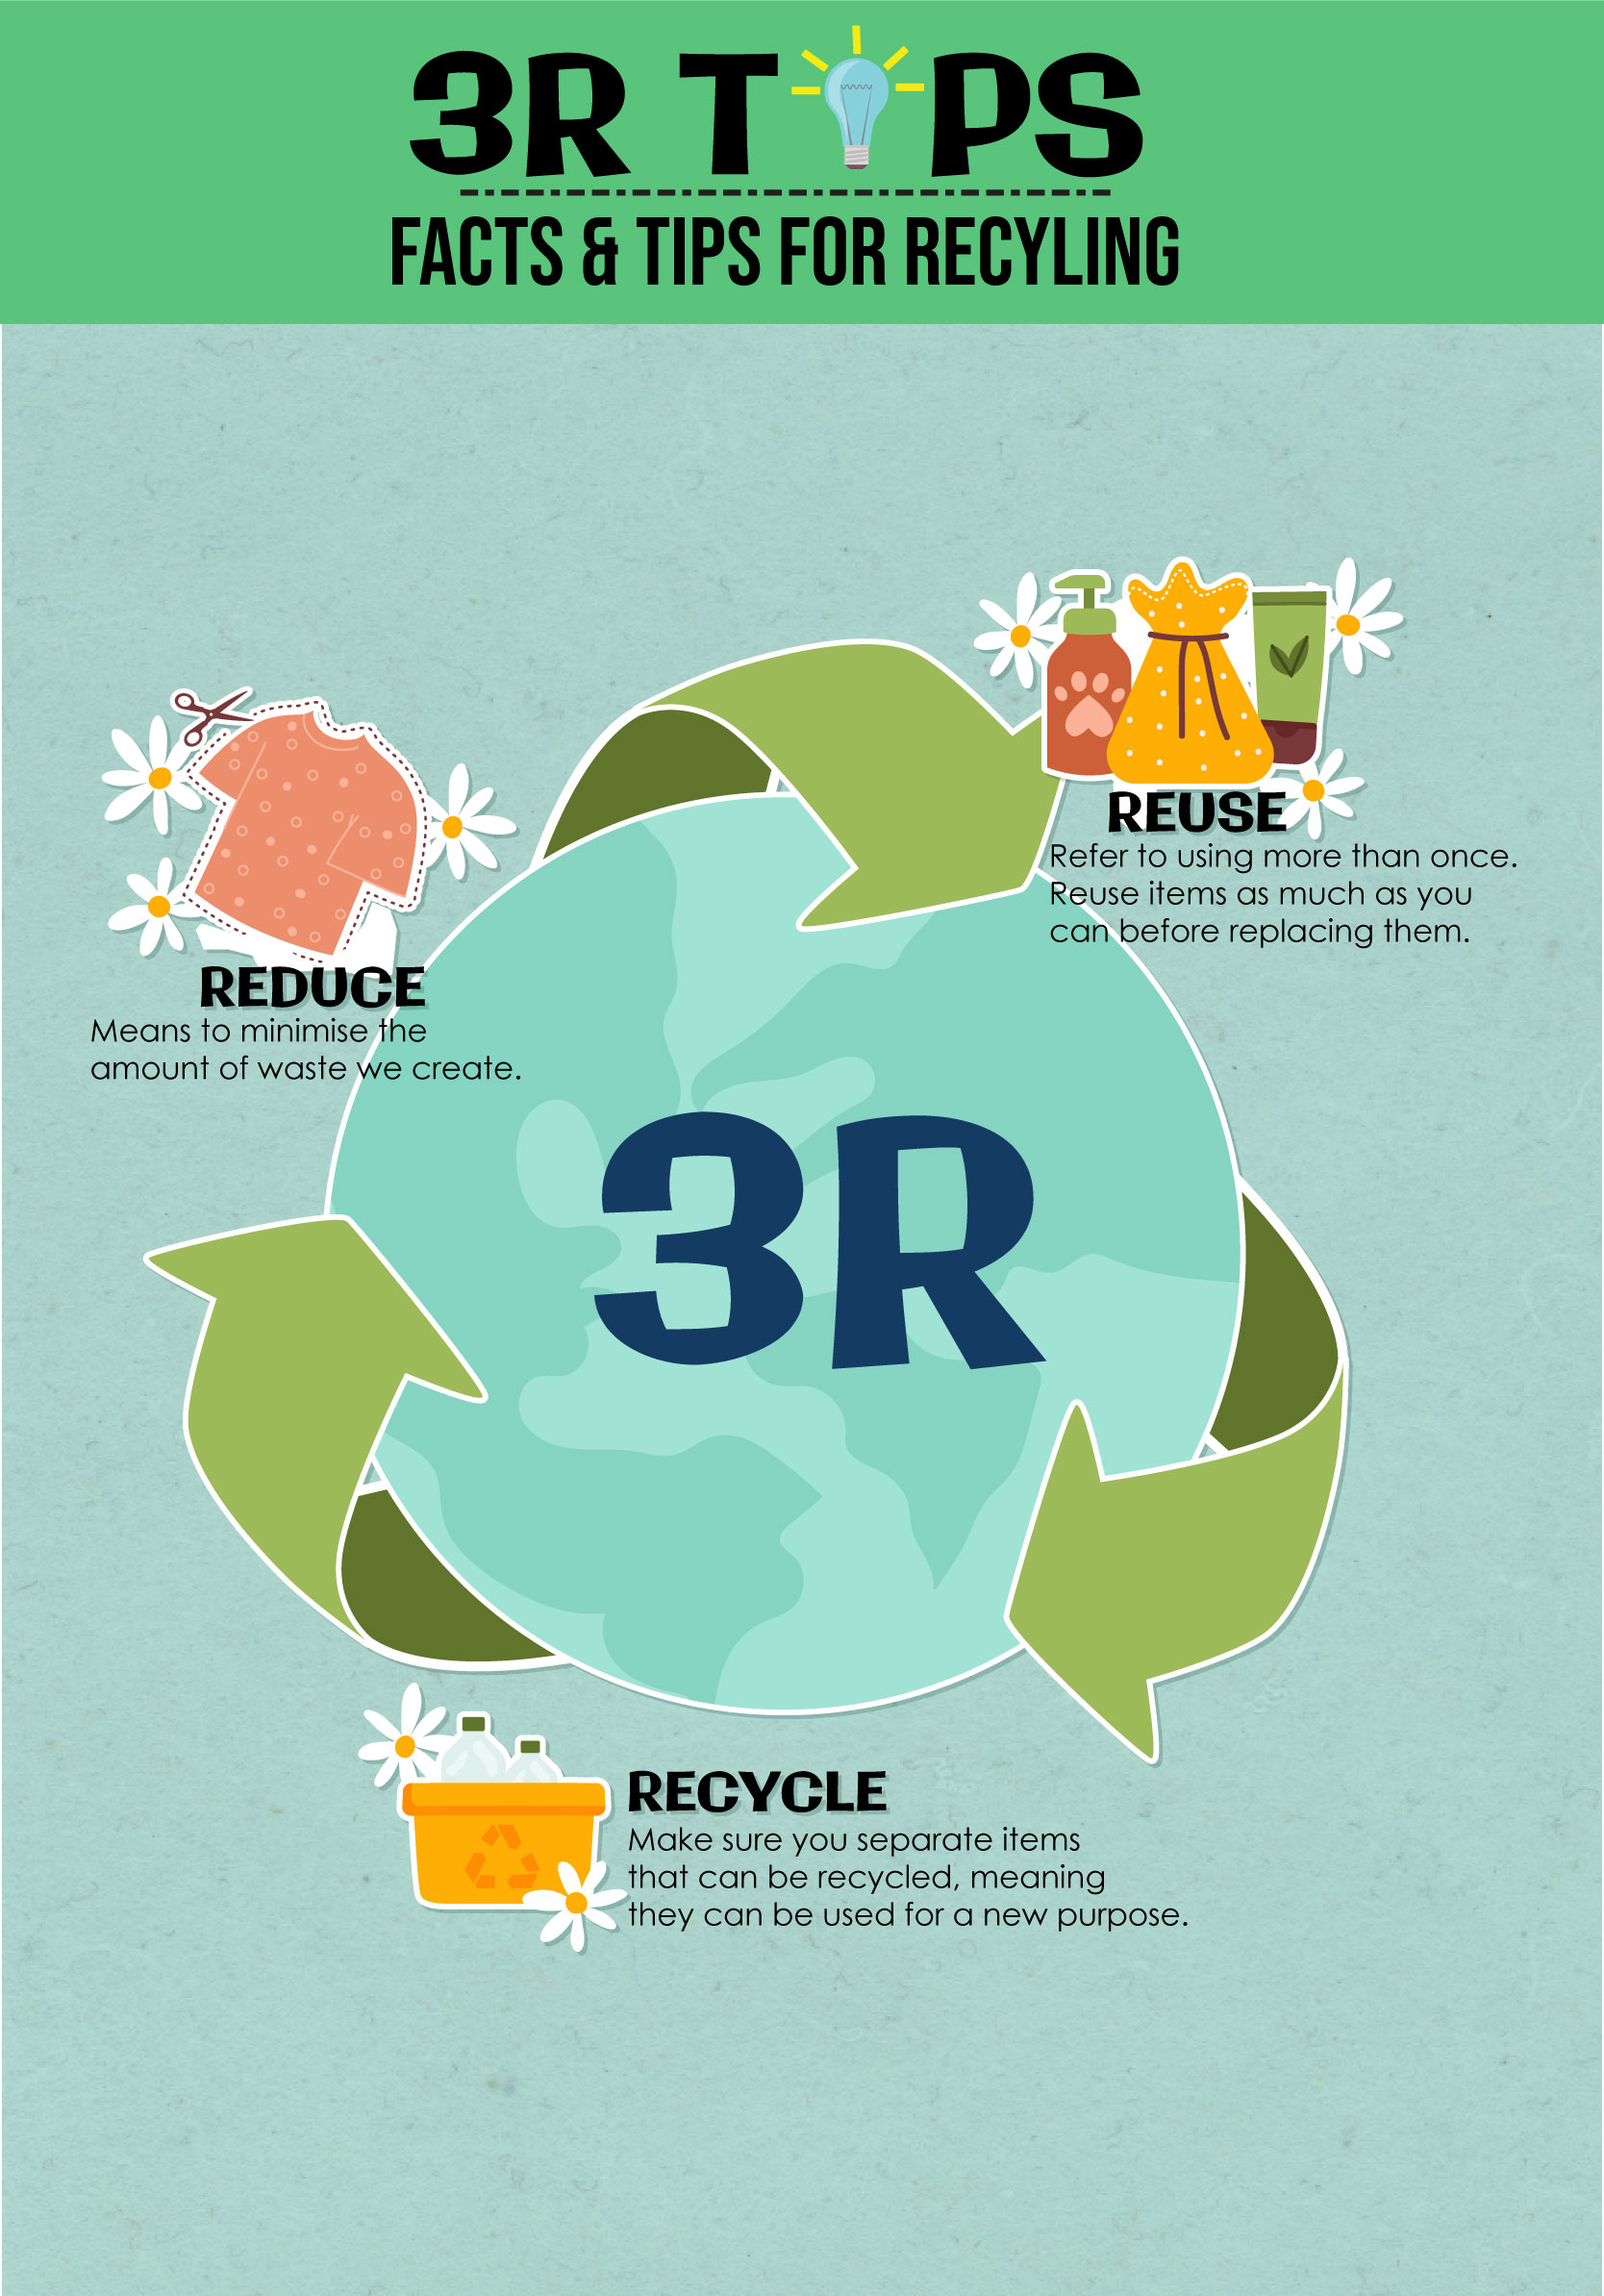 3R TIPS
FACTS & TIPS FOR RECYLING
REUSE
Refer to using more than once.
Reuse items as much as you
can before replacing them.
REDUCE
Means to minimise the
amount of waste we create.
3R
RECYCLE
Make sure you separate items
that can be recycled, meaning
they can be used for a new purpose.